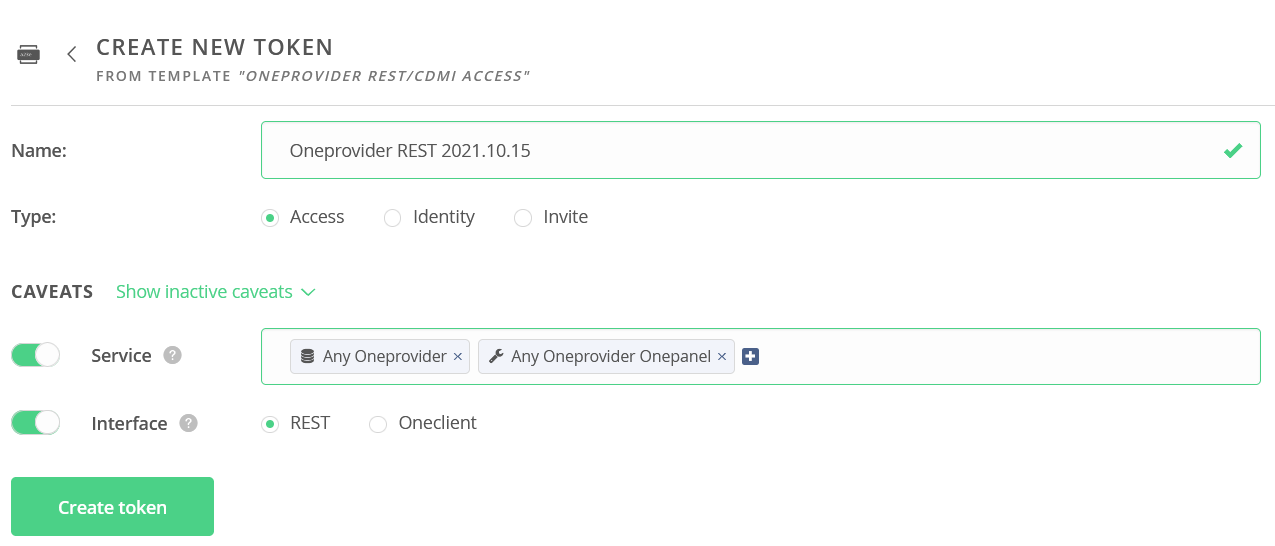 CREATE NEW TOKEN
FROM TEMPLATE "ONEPROVIDER REST/CDMI ACCESS"
Name: Oneprovider REST 2021.10.15
Type: Access Identity Invite
CAVEATS Show inactive caveats
Service ? Any Oneprovider × Any Oneprovider Onepanel ×
Interface ? REST Oneclient
Create token